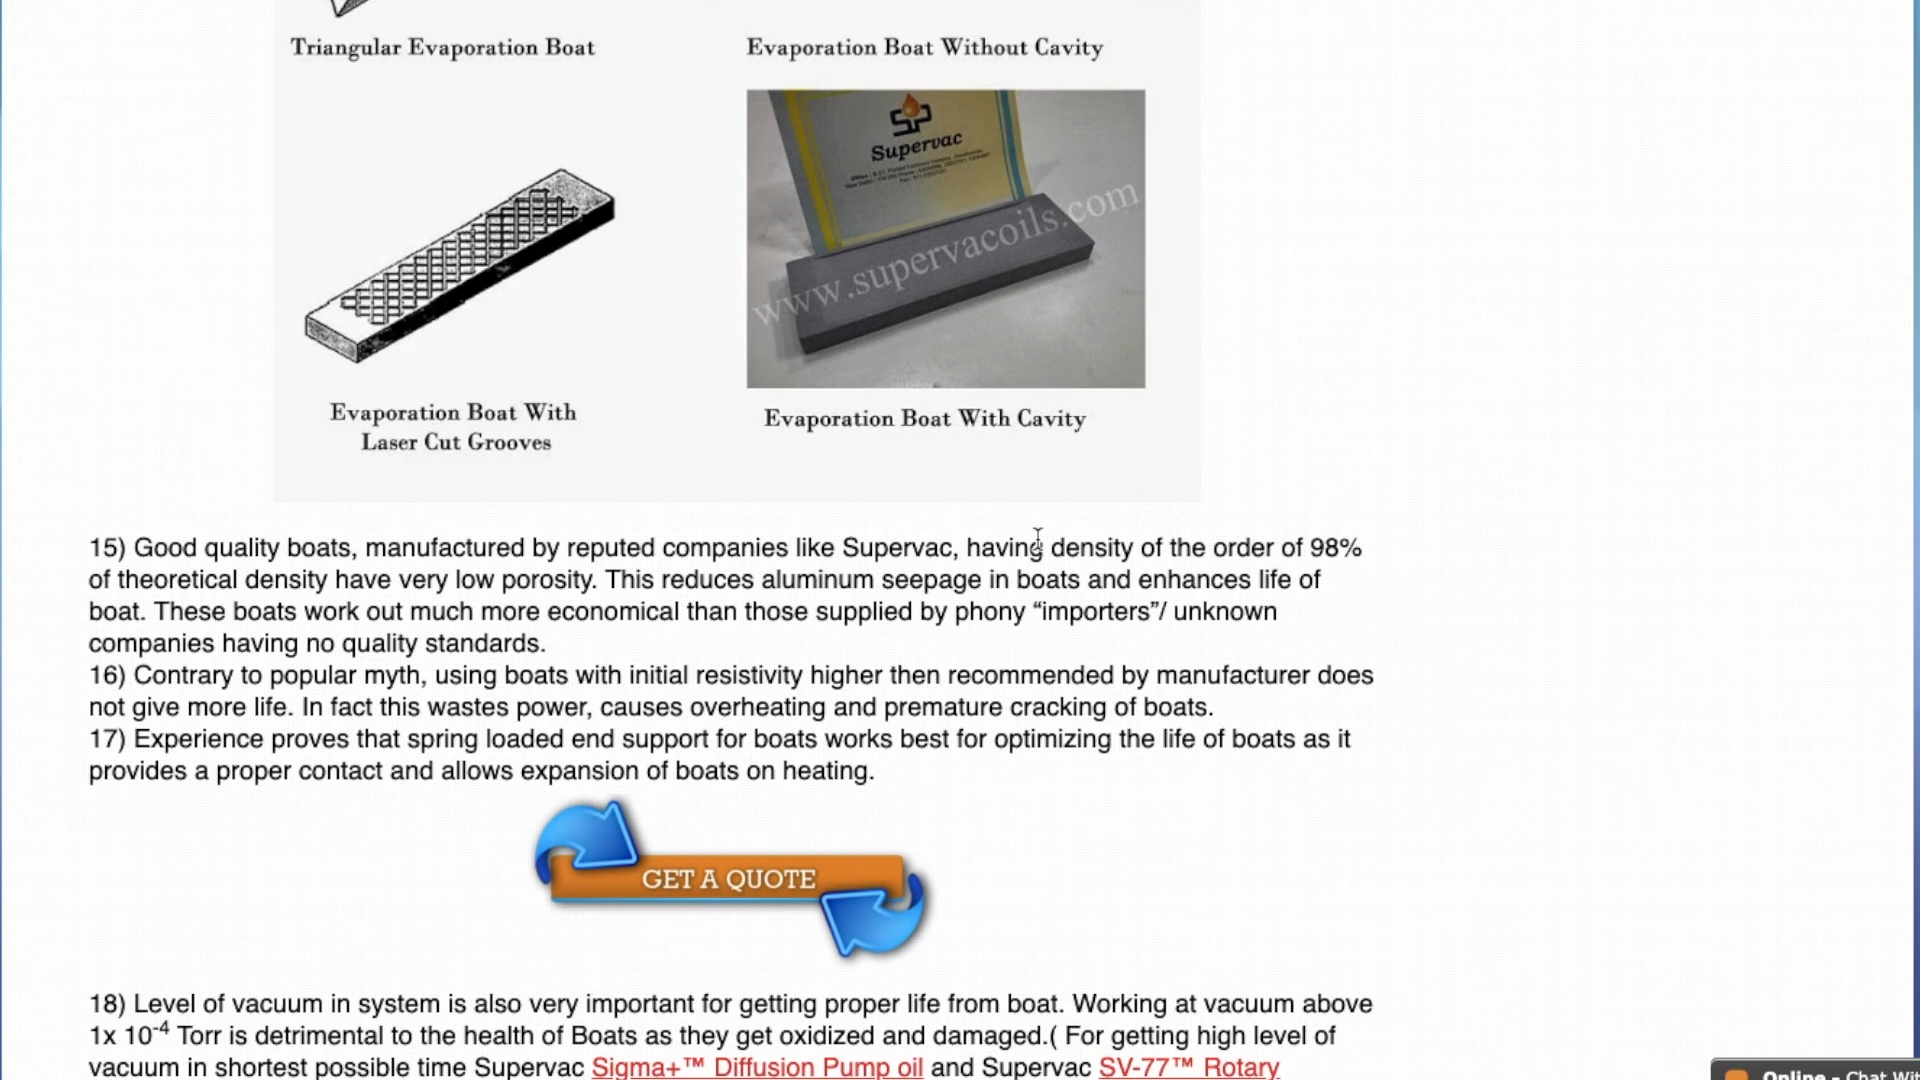 Triangular Evaporation Boat
Evaporation Boat Without Cavity
Supervac
www.supervacoils.com
Evaporation Boat With
Laser Cut Grooves
Evaporation Boat With Cavity
15) Good quality boats, manufactured by reputed companies like Supervac, having density of the order of 98%
of theoretical density have very low porosity. This reduces aluminum seepage in boats and enhances life of
boat. These boats work out much more economical than those supplied by phony “importers”/ unknown
companies having no quality standards.
16) Contrary to popular myth, using boats with initial resistivity higher then recommended by manufacturer does
not give more life. In fact this wastes power, causes overheating and premature cracking of boats.
17) Experience proves that spring loaded end support for boats works best for optimizing the life of boats as it
provides a proper contact and allows expansion of boats on heating.
GET A QUOTE
18) Level of vacuum in system is also very important for getting proper life from boat. Working at vacuum above
1x 10⁻⁴ Torr is detrimental to the health of Boats as they get oxidized and damaged.( For getting high level of
vacuum in shortest possible time Supervac Sigma+™ Diffusion Pump oil and Supervac SV-77™ Rotary
Online - Chat Wit